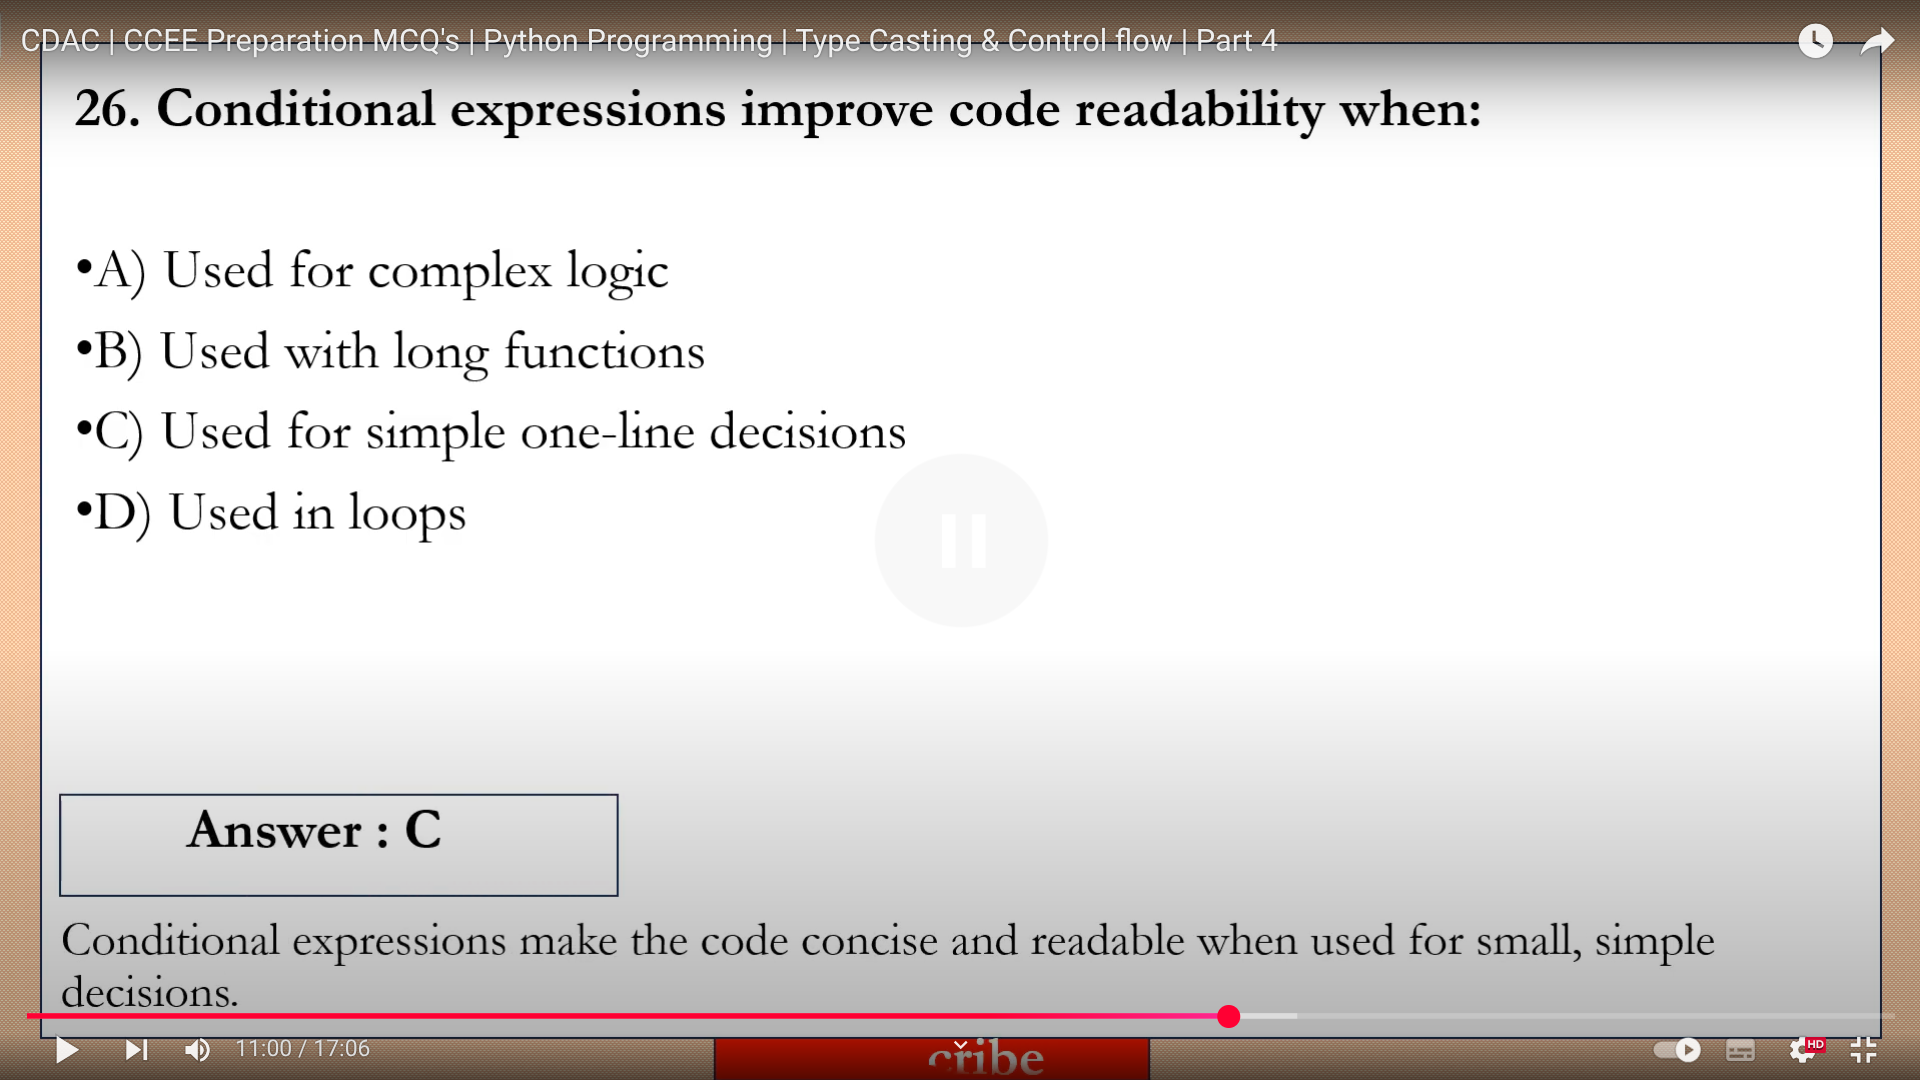 CDAC | CCEE Preparation MCQ's | Python Programming | Type Casting & Control flow | Part 4
26. Conditional expressions improve code readability when:
•A) Used for complex logic
•B) Used with long functions
•C) Used for simple one-line decisions
•D) Used in loops
Answer : C
Conditional expressions make the code concise and readable when used for small, simple
decisions.
11:00 / 17:06
HD
cribe